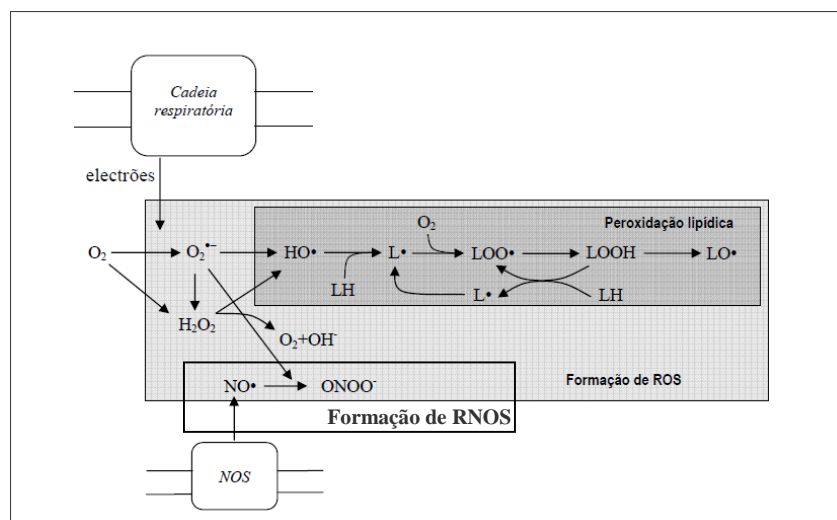 Cadeia
respiratória
electrões
Peroxidação lipídica
O₂
O₂ O₂•− HO• L• LOO• LOOH LO•
LH L• LH
H₂O₂
O₂+OH-
NO• ONOO- Formação de ROS
Formação de RNOS
NOS